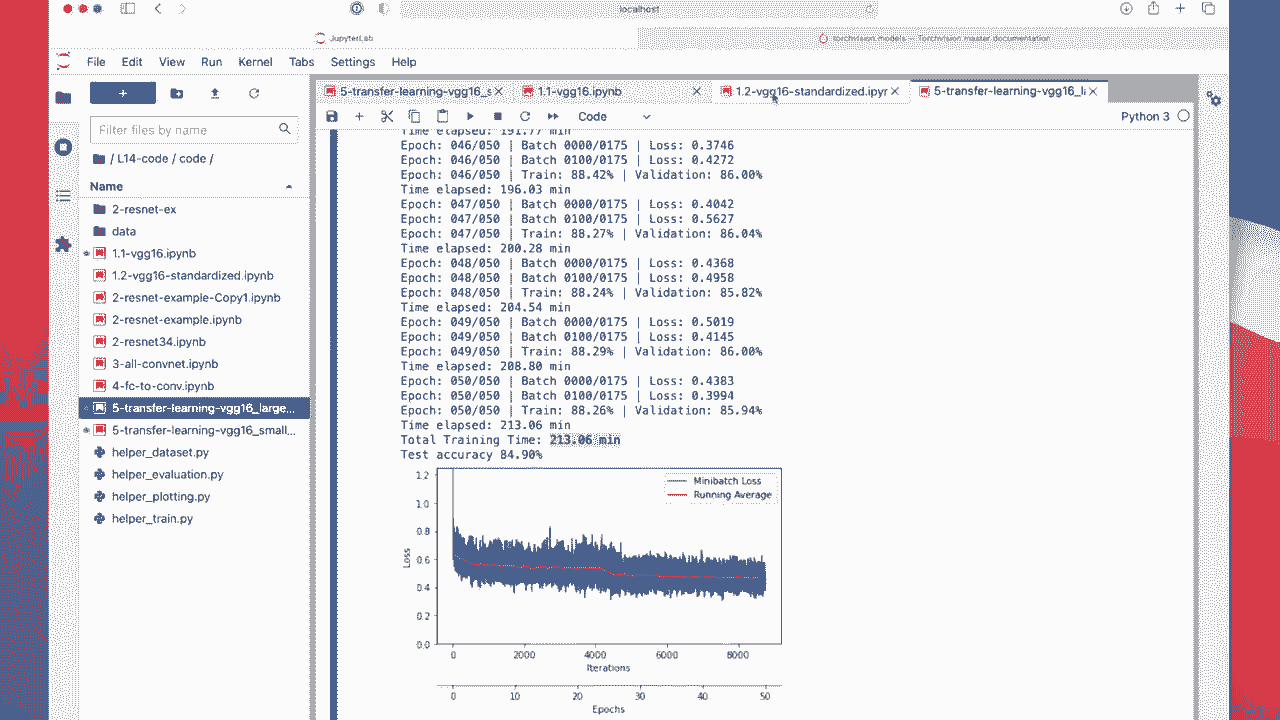 localhost
JupyterLab
torchvision.models — Torchvision master documentation
File Edit View Run Kernel Tabs Settings Help
5-transfer-learning-vgg16_s
1.1-vgg16.ipynb
1.2-vgg16-standardized.ipyr
5-transfer-learning-vgg16_l
Code
Python 3
Filter files by name
/ L14-code / code /
Name
2-resnet-ex
data
1.1-vgg16.ipynb
1.2-vgg16-standardized.ipynb
2-resnet-example-Copy1.ipynb
2-resnet-example.ipynb
2-resnet34.ipynb
3-all-convnet.ipynb
4-fc-to-conv.ipynb
5-transfer-learning-vgg16_large...
5-transfer-learning-vgg16_small...
helper_dataset.py
helper_evaluation.py
helper_plotting.py
helper_train.py
Time elapsed: 191.77 min
Epoch: 046/050 | Batch 0000/0175 | Loss: 0.3746
Epoch: 046/050 | Batch 0100/0175 | Loss: 0.4272
Epoch: 046/050 | Train: 88.42% | Validation: 86.00%
Time elapsed: 196.03 min
Epoch: 047/050 | Batch 0000/0175 | Loss: 0.4042
Epoch: 047/050 | Batch 0100/0175 | Loss: 0.5627
Epoch: 047/050 | Train: 88.27% | Validation: 86.04%
Time elapsed: 200.28 min
Epoch: 048/050 | Batch 0000/0175 | Loss: 0.4368
Epoch: 048/050 | Batch 0100/0175 | Loss: 0.4958
Epoch: 048/050 | Train: 88.24% | Validation: 85.82%
Time elapsed: 204.54 min
Epoch: 049/050 | Batch 0000/0175 | Loss: 0.5019
Epoch: 049/050 | Batch 0100/0175 | Loss: 0.4145
Epoch: 049/050 | Train: 88.29% | Validation: 86.00%
Time elapsed: 208.80 min
Epoch: 050/050 | Batch 0000/0175 | Loss: 0.4383
Epoch: 050/050 | Batch 0100/0175 | Loss: 0.3994
Epoch: 050/050 | Train: 88.26% | Validation: 85.94%
Time elapsed: 213.06 min
Total Training Time: 213.06 min
Test accuracy 84.90%
1.2
1.0
0.8
0.6
0.4
0.2
0.0
Loss
Minibatch Loss
Running Average
0 2000 4000 6000 8000
Iterations
0 10 20 30 40 50
Epochs